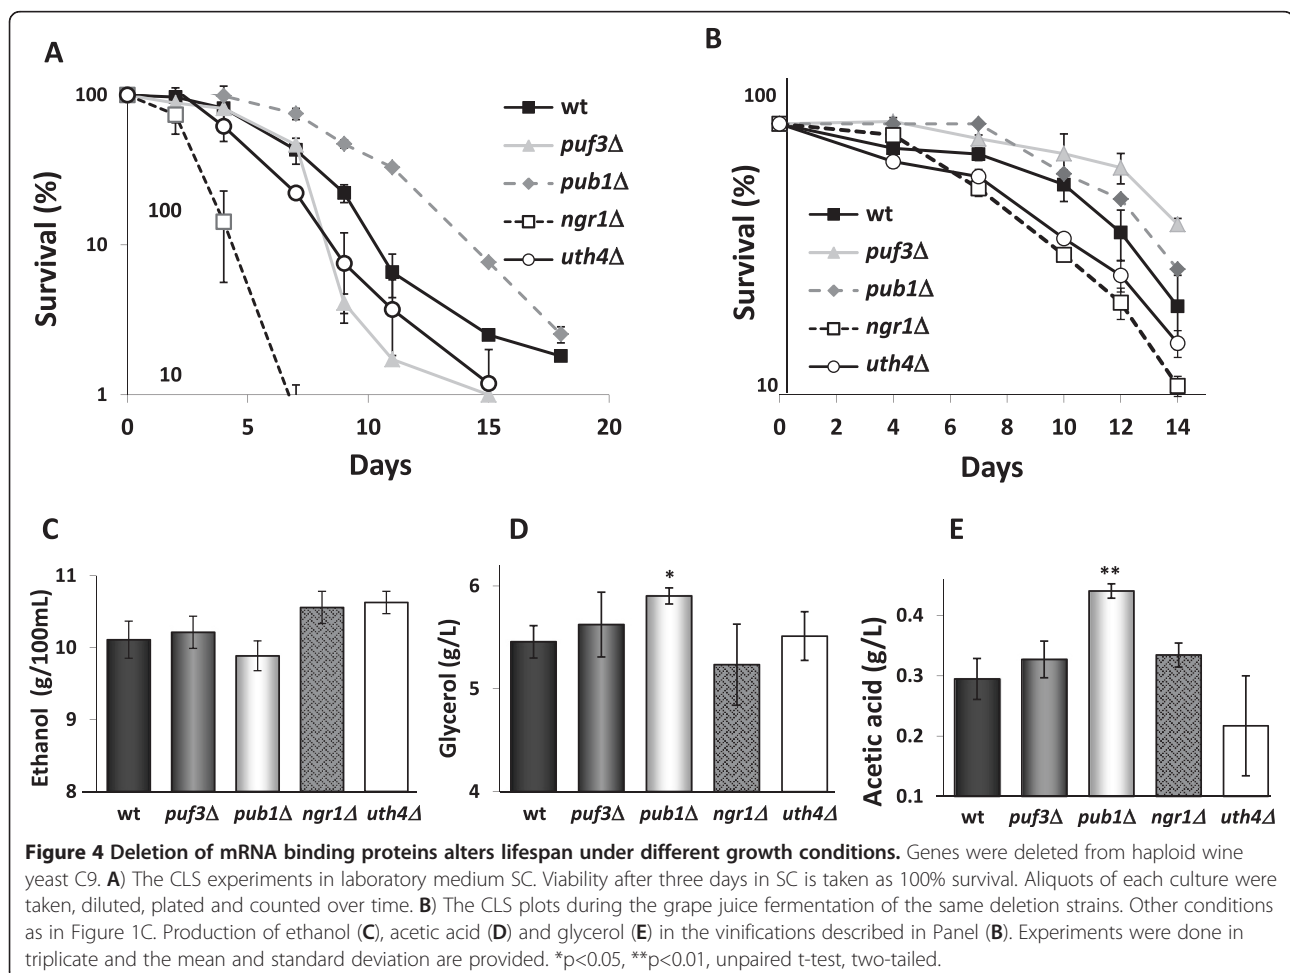 A
B
100
10
1
100
10
0
5
10
15
20
Survival (%)
Days
wt
puf3Δ
pub1Δ
ngr1Δ
uth4Δ
100
10
0
2
4
6
8
10
12
14
Survival (%)
Days
wt
puf3Δ
pub1Δ
ngr1Δ
uth4Δ
C
D
E
11
10
9
8
Ethanol (g/100mL)
wt puf3Δ pub1Δ ngr1Δ uth4Δ
*
6
5
4
Glycerol (g/L)
wt puf3Δ pub1Δ ngr1Δ uth4Δ
**
0.4
0.3
0.2
0.1
Acetic acid (g/L)
wt puf3Δ pub1Δ ngr1Δ uth4Δ
Figure 4 Deletion of mRNA binding proteins alters lifespan under different growth conditions. Genes were deleted from haploid wine
yeast C9. A) The CLS experiments in laboratory medium SC. Viability after three days in SC is taken as 100% survival. Aliquots of each culture were
taken, diluted, plated and counted over time. B) The CLS plots during the grape juice fermentation of the same deletion strains. Other conditions
as in Figure 1C. Production of ethanol (C), acetic acid (D) and glycerol (E) in the vinifications described in Panel (B). Experiments were done in
triplicate and the mean and standard deviation are provided. *p<0.05, **p<0.01, unpaired t-test, two-tailed.